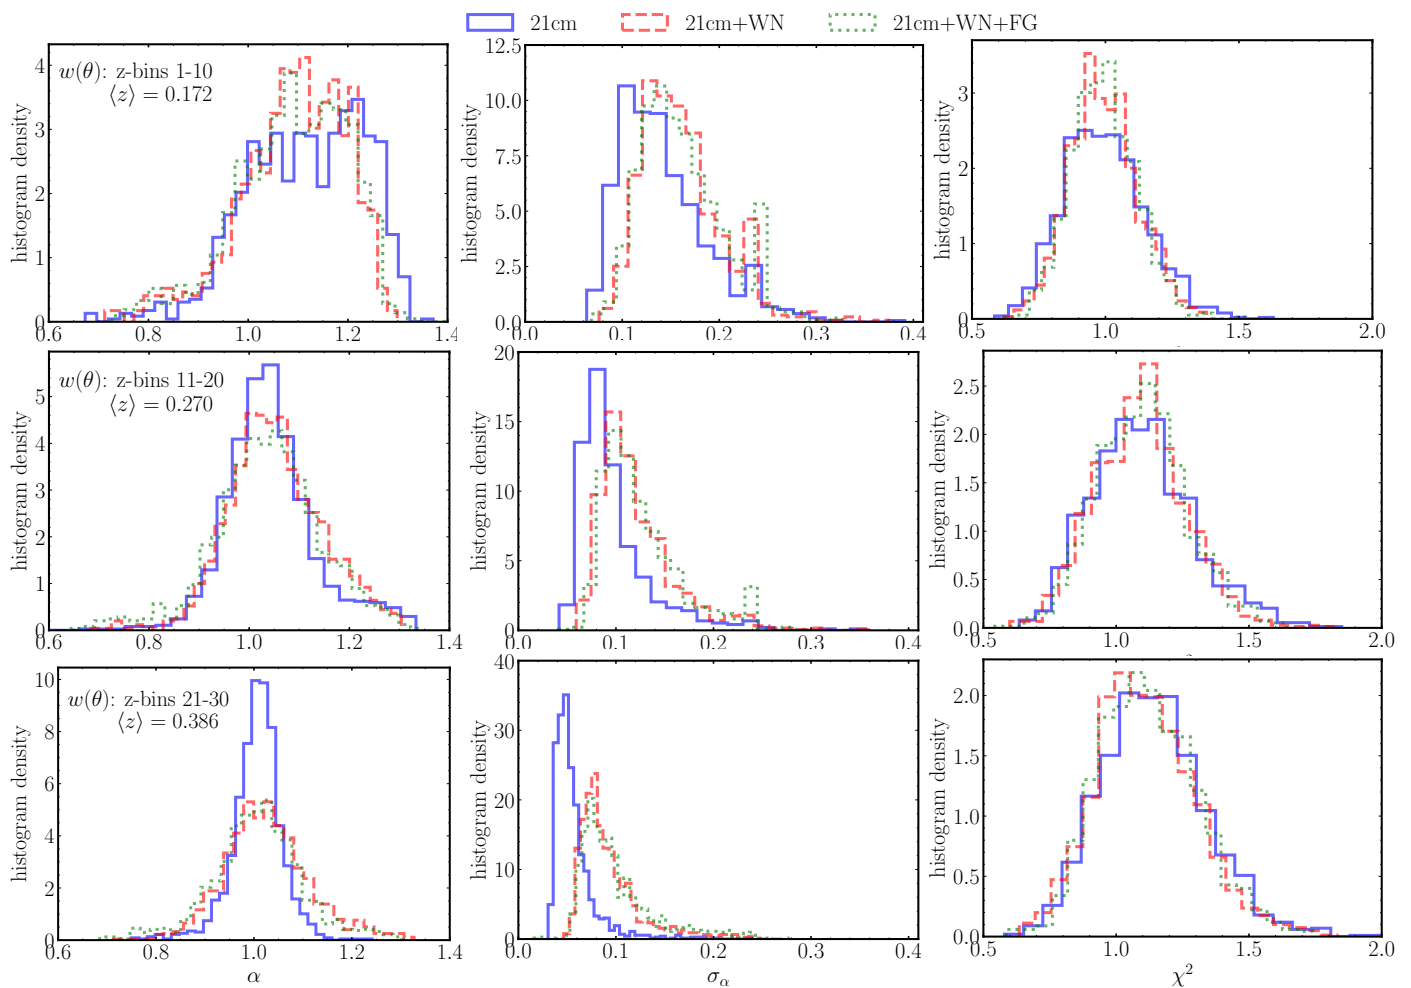 21cm 21cm+WN 21cm+WN+FG
w(θ): z-bins 1-10
⟨z⟩ = 0.172
histogram density
0 1 2 3 4
0.6 0.8 1.0 1.2 1.4
histogram density
0.0 2.5 5.0 7.5 10.0 12.5
0.0 0.1 0.2 0.3 0.4
histogram density
0 1 2 3
0.5 1.0 1.5 2.0
w(θ): z-bins 11-20
⟨z⟩ = 0.270
histogram density
0 1 2 3 4 5
0.6 0.8 1.0 1.2 1.4
histogram density
0 5 10 15 20
0.0 0.1 0.2 0.3 0.4
histogram density
0.0 0.5 1.0 1.5 2.0 2.5
0.5 1.0 1.5 2.0
w(θ): z-bins 21-30
⟨z⟩ = 0.386
histogram density
0 2 4 6 8 10
0.6 0.8 1.0 1.2 1.4
α
histogram density
0 10 20 30 40
0.0 0.1 0.2 0.3 0.4
σα
histogram density
0.0 0.5 1.0 1.5 2.0
0.5 1.0 1.5 2.0
χ²